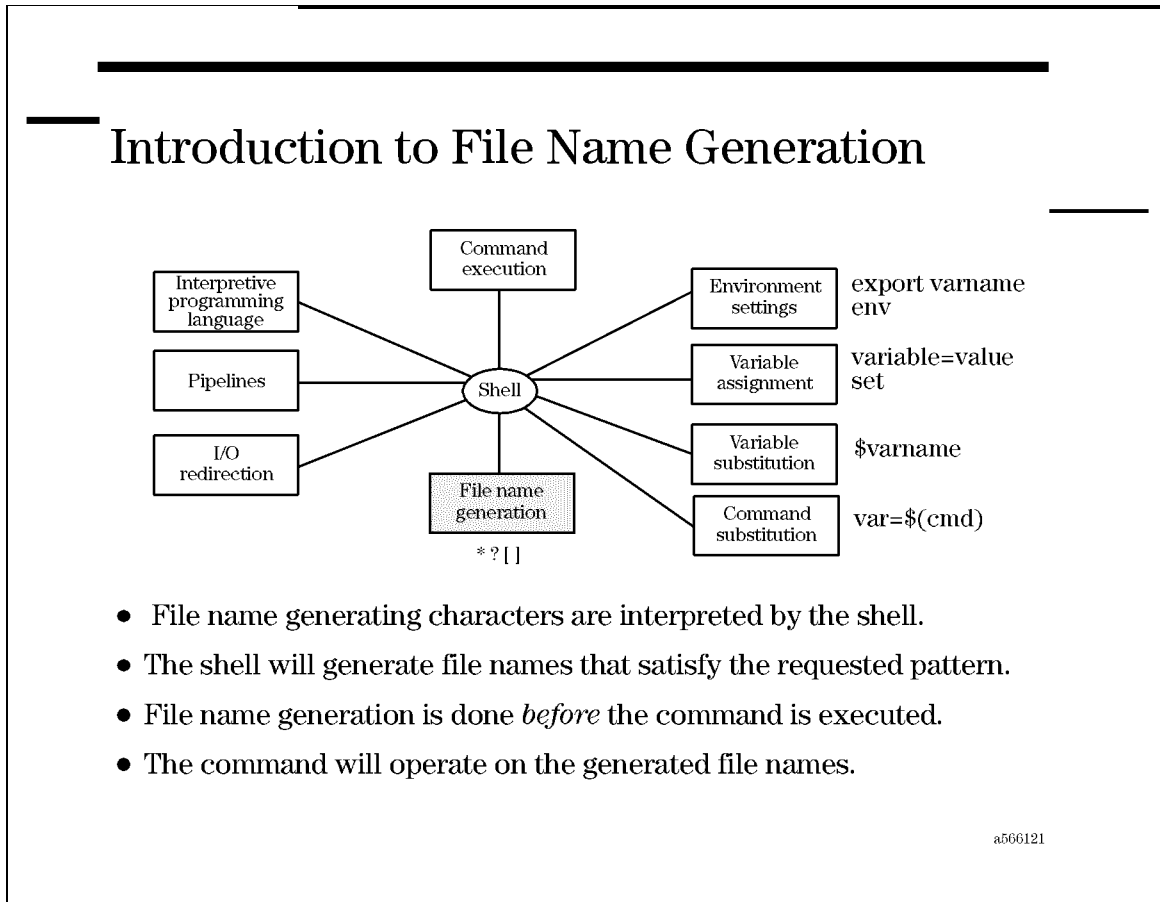 Introduction to File Name Generation
Command
execution
Interpretive
programming
language
Pipelines
I/O
redirection
Shell
File name
generation
* ? [ ]
Environment
settings
export varname
env
Variable
assignment
variable=value
set
Variable
substitution
$varname
Command
substitution
var=$(cmd)
● File name generating characters are interpreted by the shell.
● The shell will generate file names that satisfy the requested pattern.
● File name generation is done before the command is executed.
● The command will operate on the generated file names.
a566121